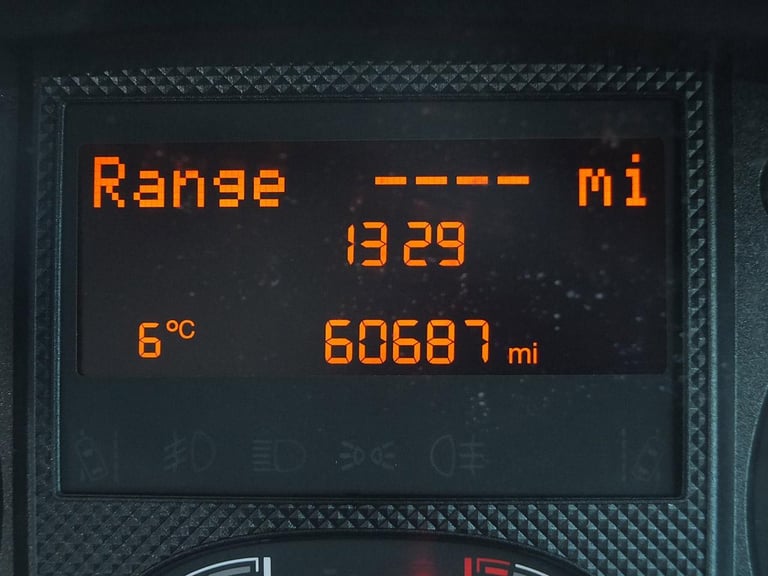 Range ---- mi
13 29
6°C 60687 mi